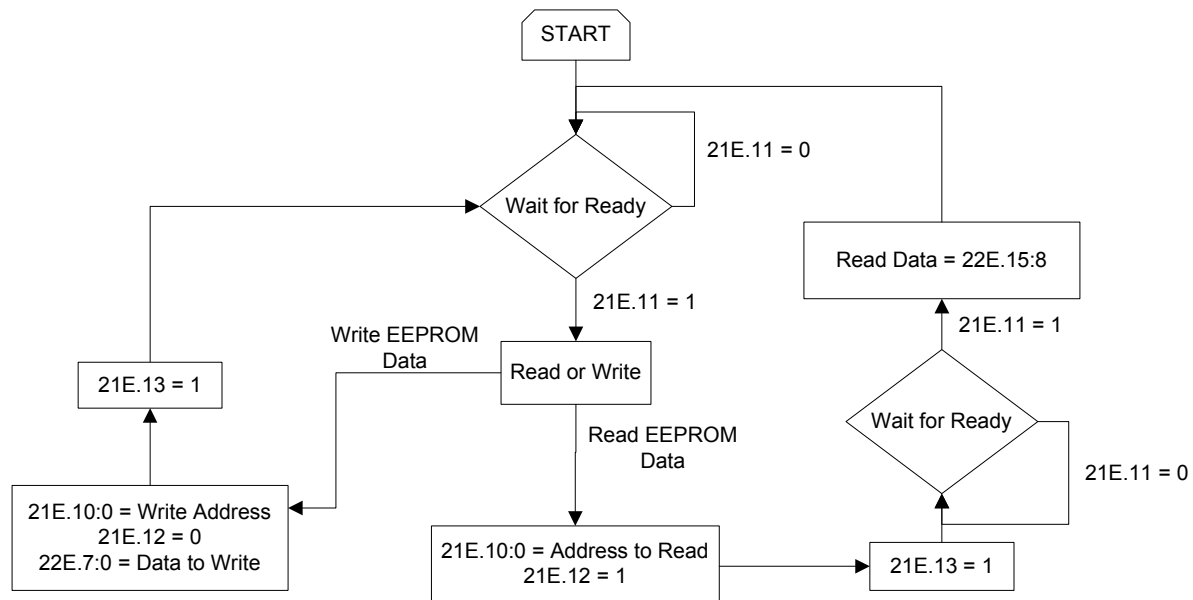 START
21E.11 = 0
Wait for Ready
Read Data = 22E.15:8
21E.11 = 1
21E.11 = 1
Write EEPROM
Data
Read or Write
21E.13 = 1
Wait for Ready
Read EEPROM
Data
21E.11 = 0
21E.10:0 = Write Address
21E.12 = 0
22E.7:0 = Data to Write
21E.10:0 = Address to Read
21E.12 = 1
21E.13 = 1